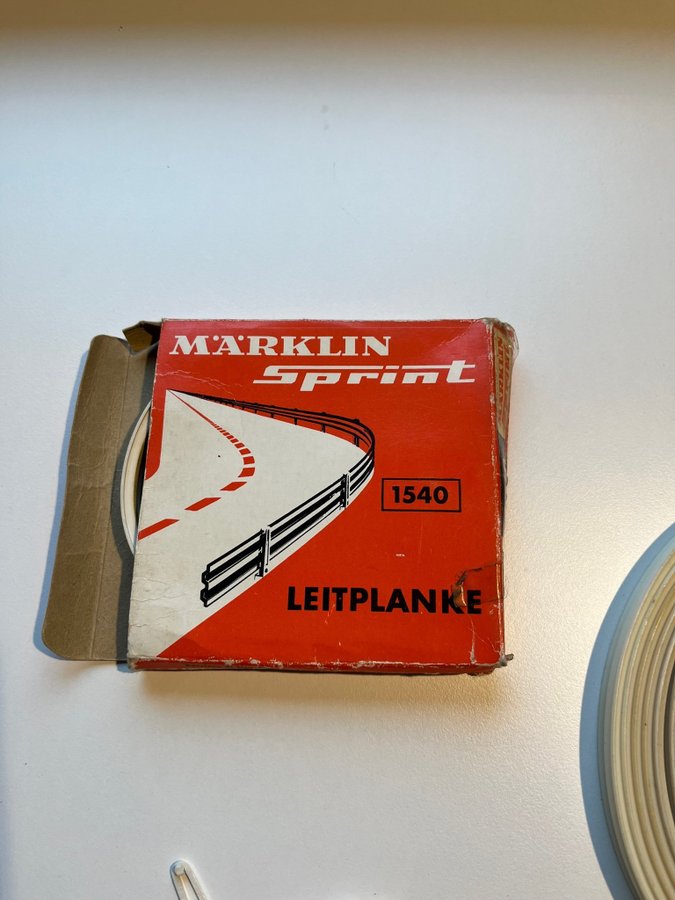 MÄRKLIN
Sprint
1540
LEITPLANKE